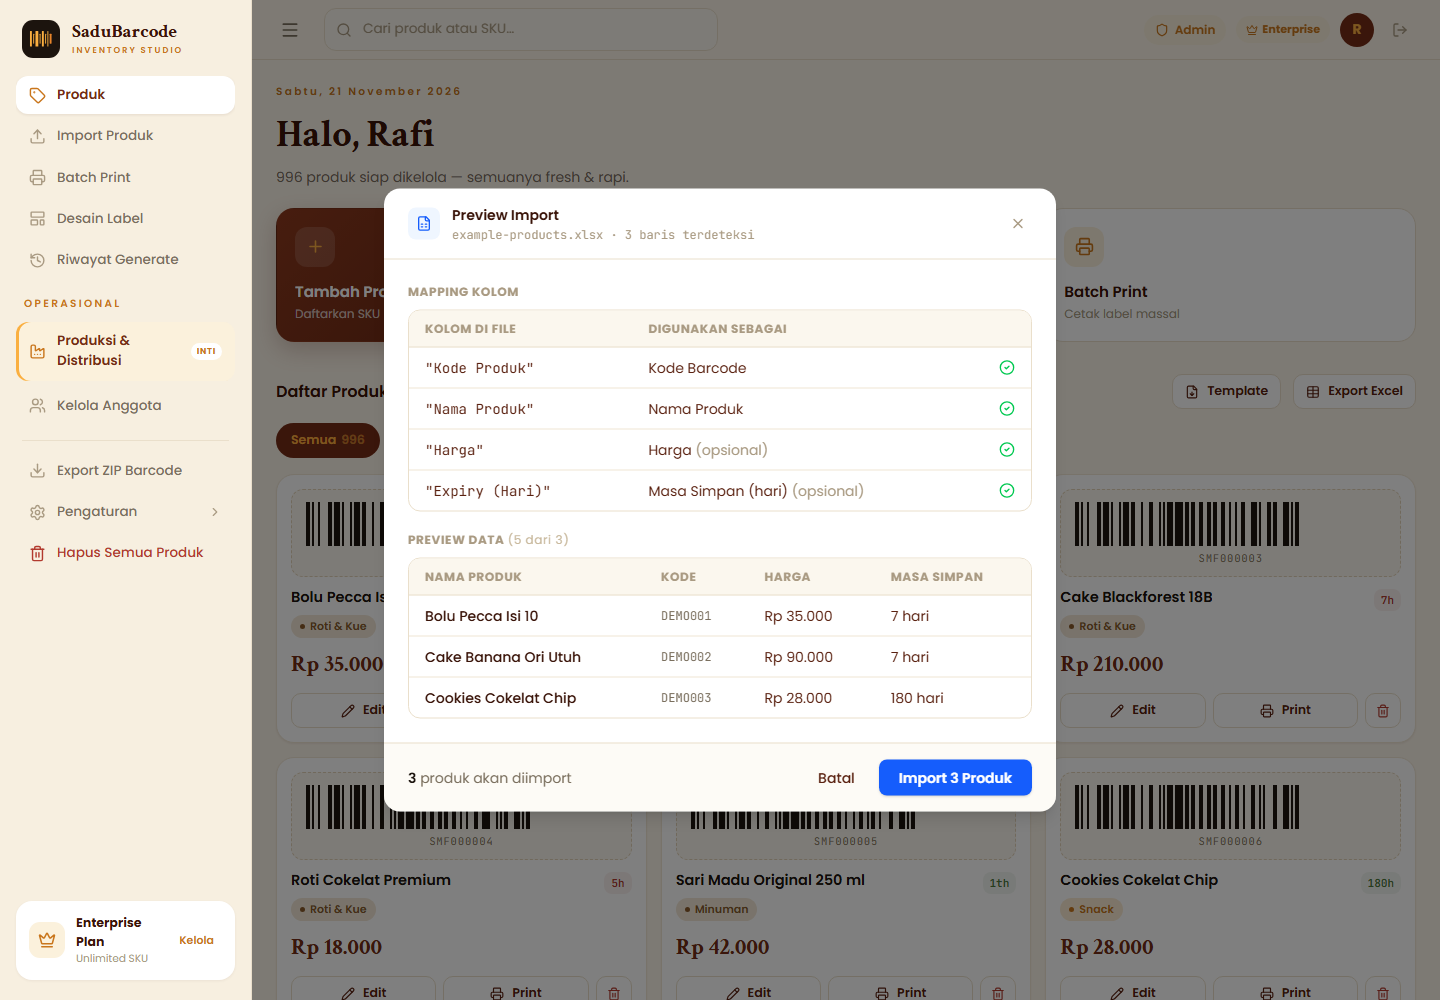 SaduBarcode
INVENTORY STUDIO
Produk
Import Produk
Batch Print
Desain Label
Riwayat Generate
OPERASIONAL
Produksi &
Distribusi
INTI
Kelola Anggota
Export ZIP Barcode
Pengaturan
Hapus Semua Produk
Enterprise
Plan
Unlimited SKU
Kelola
Cari produk atau SKU...
Admin
Enterprise
R
Sabtu, 21 November 2026
Halo, Rafi
996 produk siap dikelola — semuanya fresh & rapi.
Tambah Pro
Daftarkan SKU
Batch Print
Cetak label massal
Daftar Produk
Template
Export Excel
Semua 996
Preview Import
example-products.xlsx · 3 baris terdeteksi
MAPPING KOLOM
KOLOM DI FILE DIGUNAKAN SEBAGAI
"Kode Produk" Kode Barcode
"Nama Produk" Nama Produk
"Harga" Harga (opsional)
"Expiry (Hari)" Masa Simpan (hari) (opsional)
PREVIEW DATA (5 dari 3)
NAMA PRODUK KODE HARGA MASA SIMPAN
Bolu Pecca Isi 10 DEMO001 Rp 35.000 7 hari
Cake Banana Ori Utuh DEMO002 Rp 90.000 7 hari
Cookies Cokelat Chip DEMO003 Rp 28.000 180 hari
3 produk akan diimport
Batal
Import 3 Produk
Bolu Pecca Is
Roti & Kue
Rp 35.000
Edit
SMF000003
Cake Blackforest 18B
7h
Roti & Kue
Rp 210.000
Edit
Print
SMF000004
Roti Cokelat Premium
5h
Roti & Kue
Rp 18.000
Edit
Print
SMF000005
Sari Madu Original 250 ml
1th
Minuman
Rp 42.000
Edit
Print
SMF000006
Cookies Cokelat Chip
180h
Snack
Rp 28.000
Edit
Print